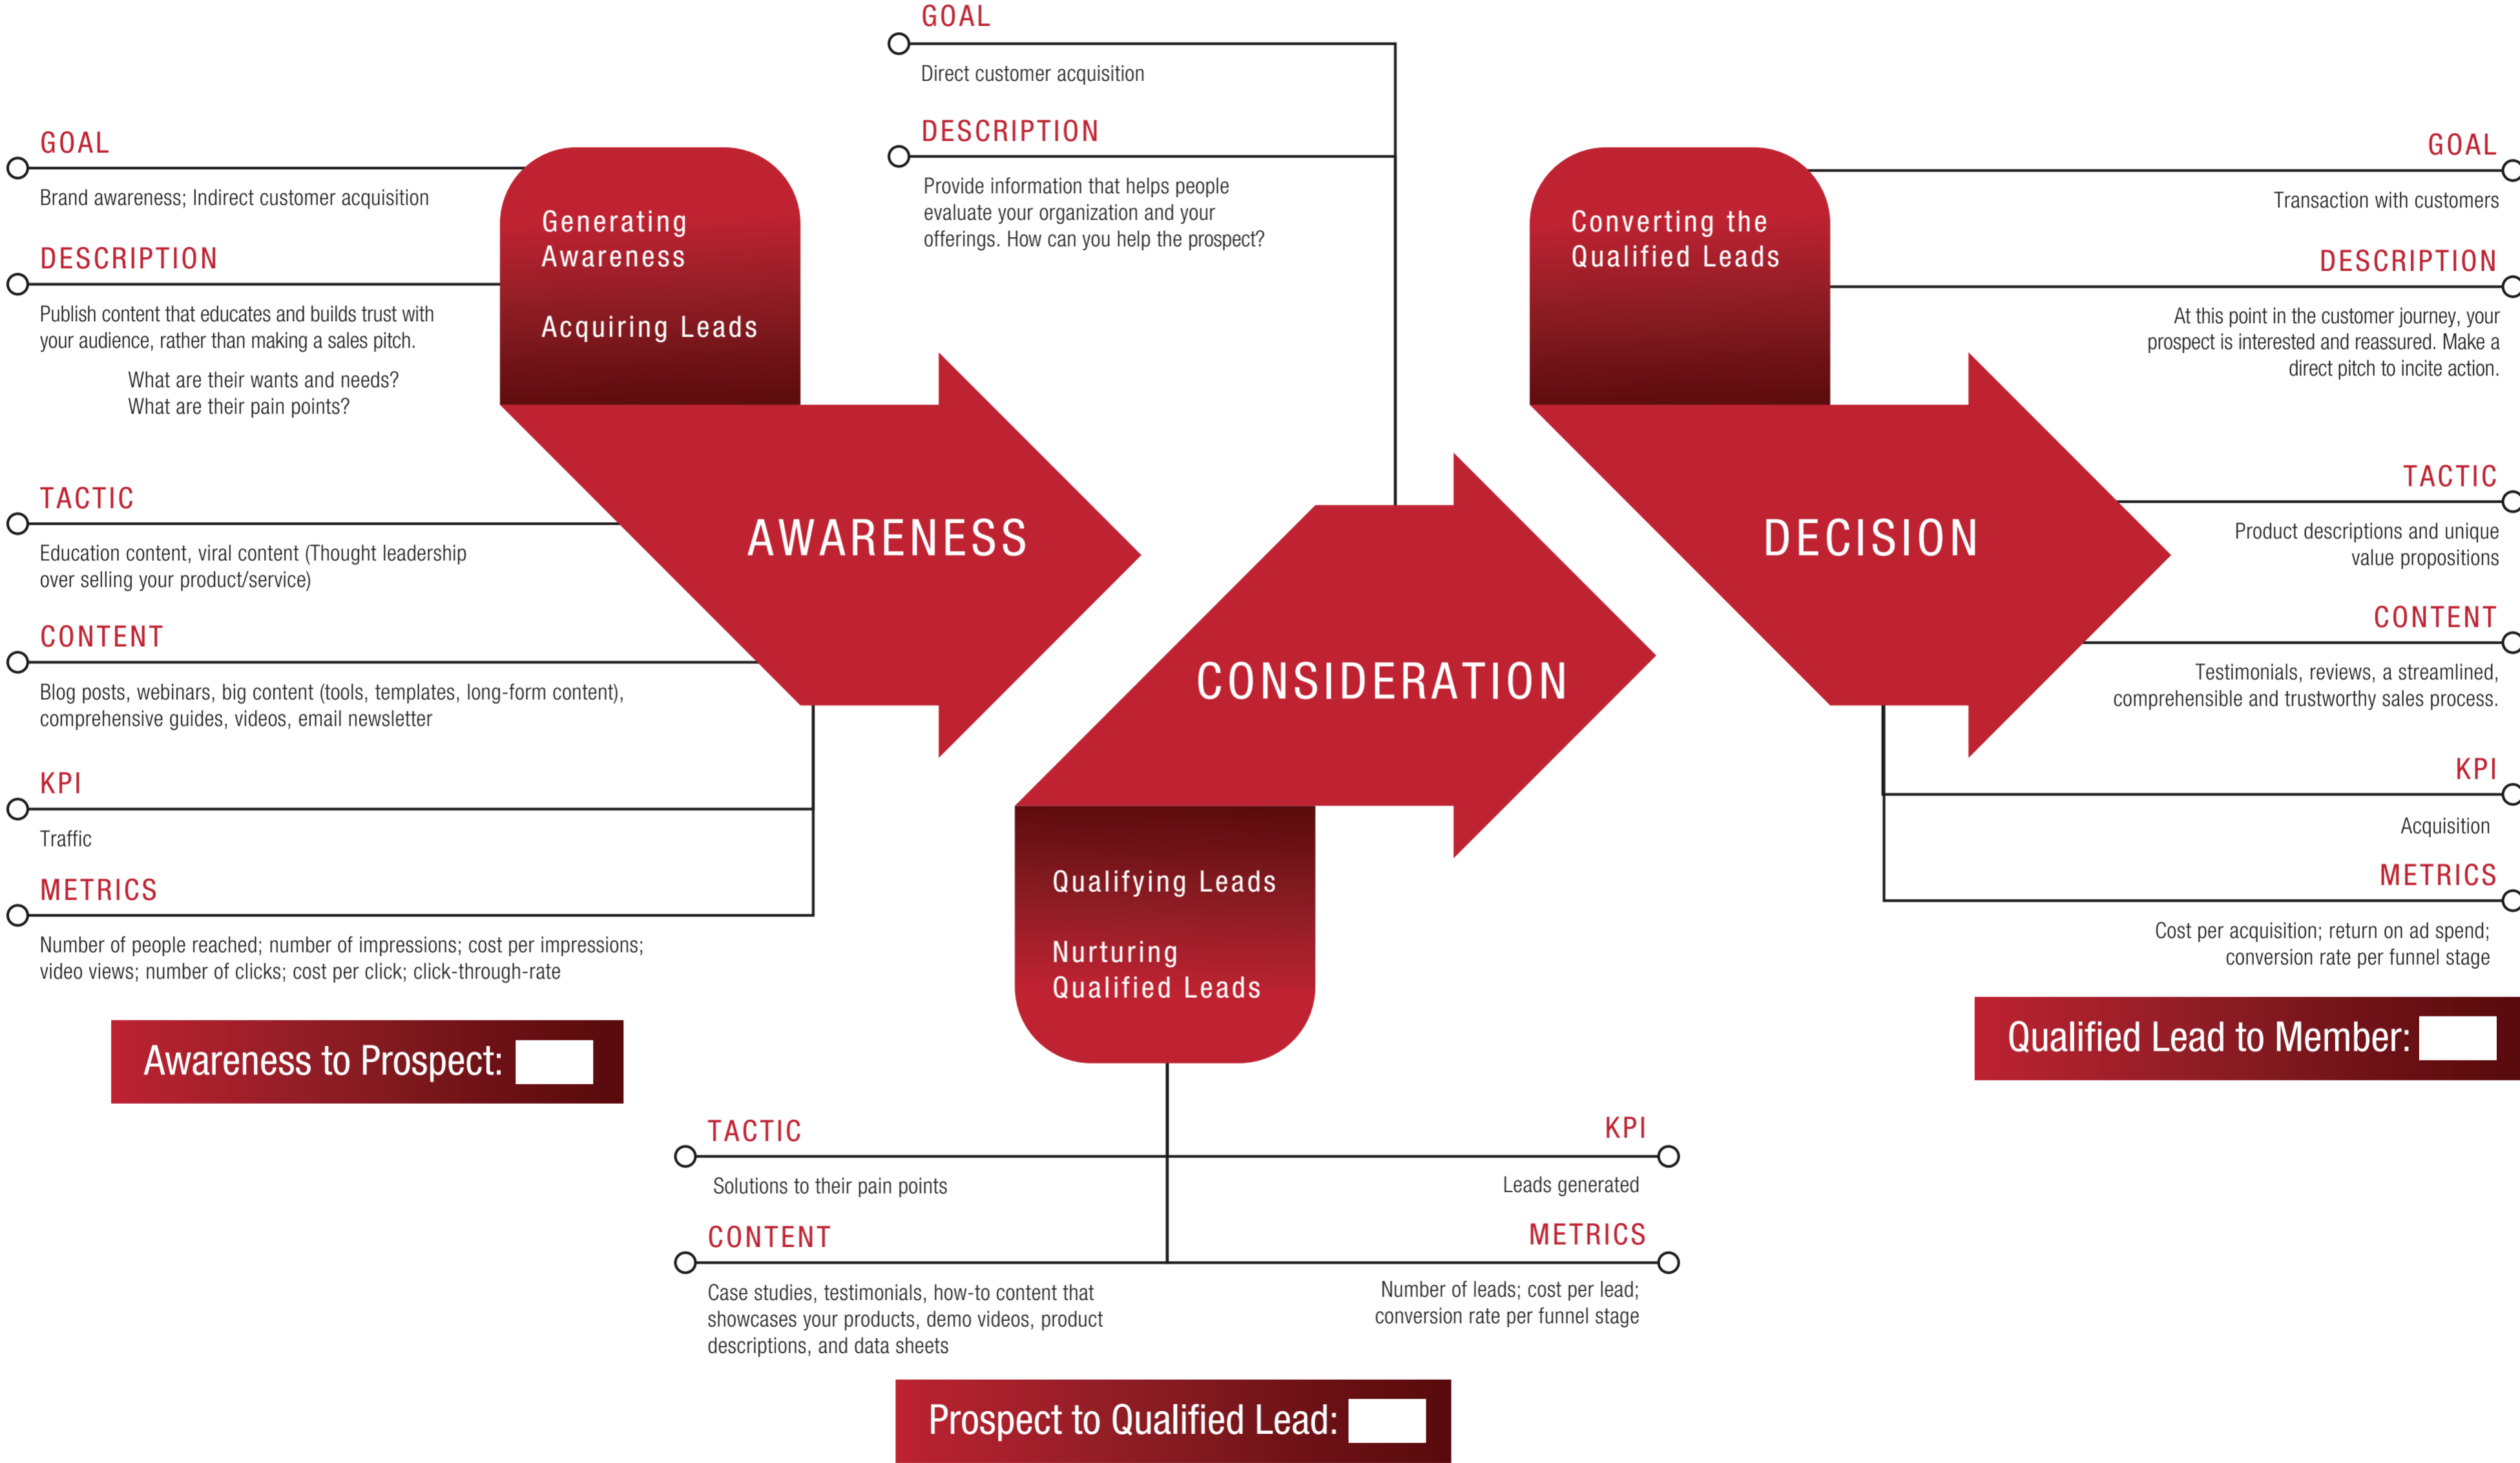 GOAL
Brand awareness; Indirect customer acquisition
DESCRIPTION
Publish content that educates and builds trust with
your audience, rather than making a sales pitch.
What are their wants and needs?
What are their pain points?
TACTIC
Education content, viral content (Thought leadership
over selling your product/service)
CONTENT
Blog posts, webinars, big content (tools, templates, long-form content),
comprehensive guides, videos, email newsletter
KPI
Traffic
METRICS
Number of people reached; number of impressions; cost per impressions;
video views; number of clicks; cost per click; click-through-rate
Awareness to Prospect:
Generating
Awareness
Acquiring Leads
AWARENESS
GOAL
Direct customer acquisition
DESCRIPTION
Provide information that helps people
evaluate your organization and your
offerings. How can you help the prospect?
CONSIDERATION
Qualifying Leads
Nurturing
Qualified Leads
TACTIC
Solutions to their pain points
CONTENT
Case studies, testimonials, how-to content that
showcases your products, demo videos, product
descriptions, and data sheets
KPI
Leads generated
METRICS
Number of leads; cost per lead;
conversion rate per funnel stage
Prospect to Qualified Lead:
Converting the
Qualified Leads
DECISION
GOAL
Transaction with customers
DESCRIPTION
At this point in the customer journey, your
prospect is interested and reassured. Make a
direct pitch to incite action.
TACTIC
Product descriptions and unique
value propositions
CONTENT
Testimonials, reviews, a streamlined,
comprehensible and trustworthy sales process.
KPI
Acquisition
METRICS
Cost per acquisition; return on ad spend;
conversion rate per funnel stage
Qualified Lead to Member: